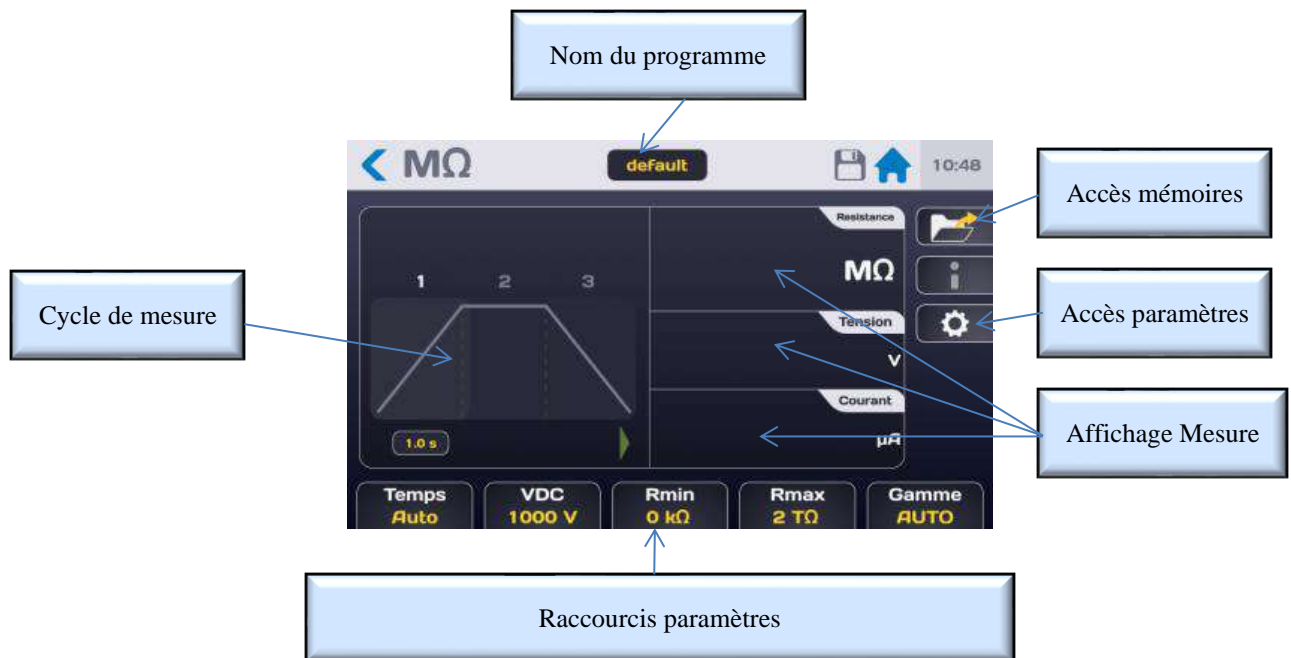 Nom du programme
MΩ
default
10:48
Accès mémoires
Resistance
MΩ
1 2 3
Cycle de mesure
Accès paramètres
Tension
V
Courant
µA
Affichage Mesure
1.0 s
Temps
Auto
VDC
1000 V
Rmin
0 kΩ
Rmax
2 TΩ
Gamme
AUTO
Raccourcis paramètres